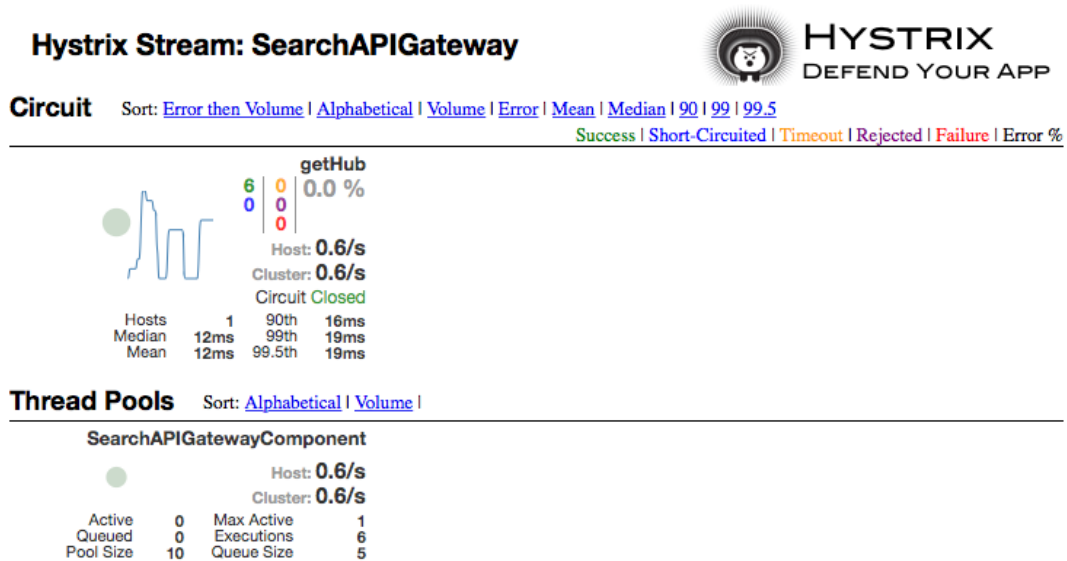 Hystrix Stream: SearchAPIGateway
HYSTRIX
DEFEND YOUR APP
Circuit Sort: Error then Volume | Alphabetical | Volume | Error | Mean | Median | 90 | 99 | 99.5
Success | Short-Circuited | Timeout | Rejected | Failure | Error %
getHub
6 0 0.0 %
0 0
0
Host: 0.6/s
Cluster: 0.6/s
Circuit Closed
Hosts 1 90th 16ms
Median 12ms 99th 19ms
Mean 12ms 99.5th 19ms
Thread Pools Sort: Alphabetical | Volume |
SearchAPIGatewayComponent
Host: 0.6/s
Cluster: 0.6/s
Active 0 Max Active 1
Queued 0 Executions 6
Pool Size 10 Queue Size 5